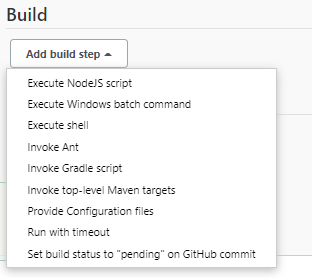 Build
Add build step
Execute NodeJS script
Execute Windows batch command
Execute shell
Invoke Ant
Invoke Gradle script
Invoke top-level Maven targets
Provide Configuration files
Run with timeout
Set build status to "pending" on GitHub commit